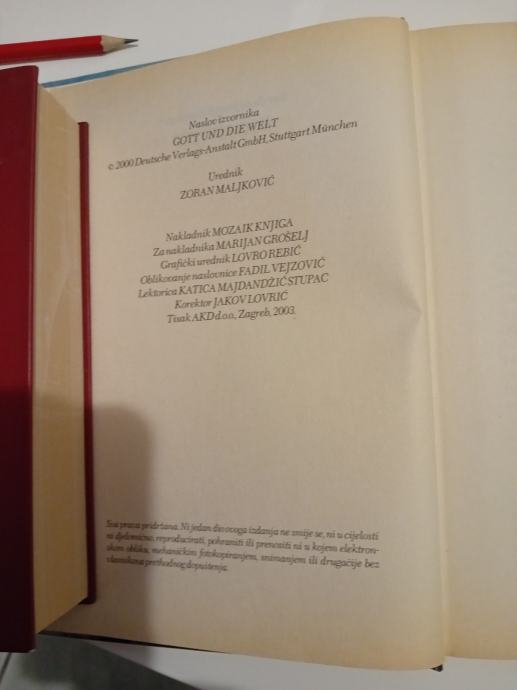 Naslov izvornika
GOTT UND DIE WELT
© 2000 Deutsche Verlags-Anstalt GmbH, Stuttgart München
Urednik
ZORAN MALJKOVIĆ
Nakladnik MOZAIK KNJIGA
Za nakladnika MARIJAN GROŠELJ
Grafički urednik LOVRO REBIĆ
Oblikovanje naslovnice FADIL VEJZOVIĆ
Lektorica KATICA MAJDANDŽIĆ STUPAC
Korektor JAKOV LOVRIĆ
Tisak AKD d.o.o., Zagreb, 2003.
Sva prava pridržana. Ni jedan dio ovoga izdanja ne smije se, ni u cijelosti
ni djelomično, reproducirati, pohraniti ili prenositi ni u kojem elektron-
skom obliku, mehaničkim fotokopiranjem, snimanjem ili drugačije bez
vlasnikova prethodnog dopuštenja.